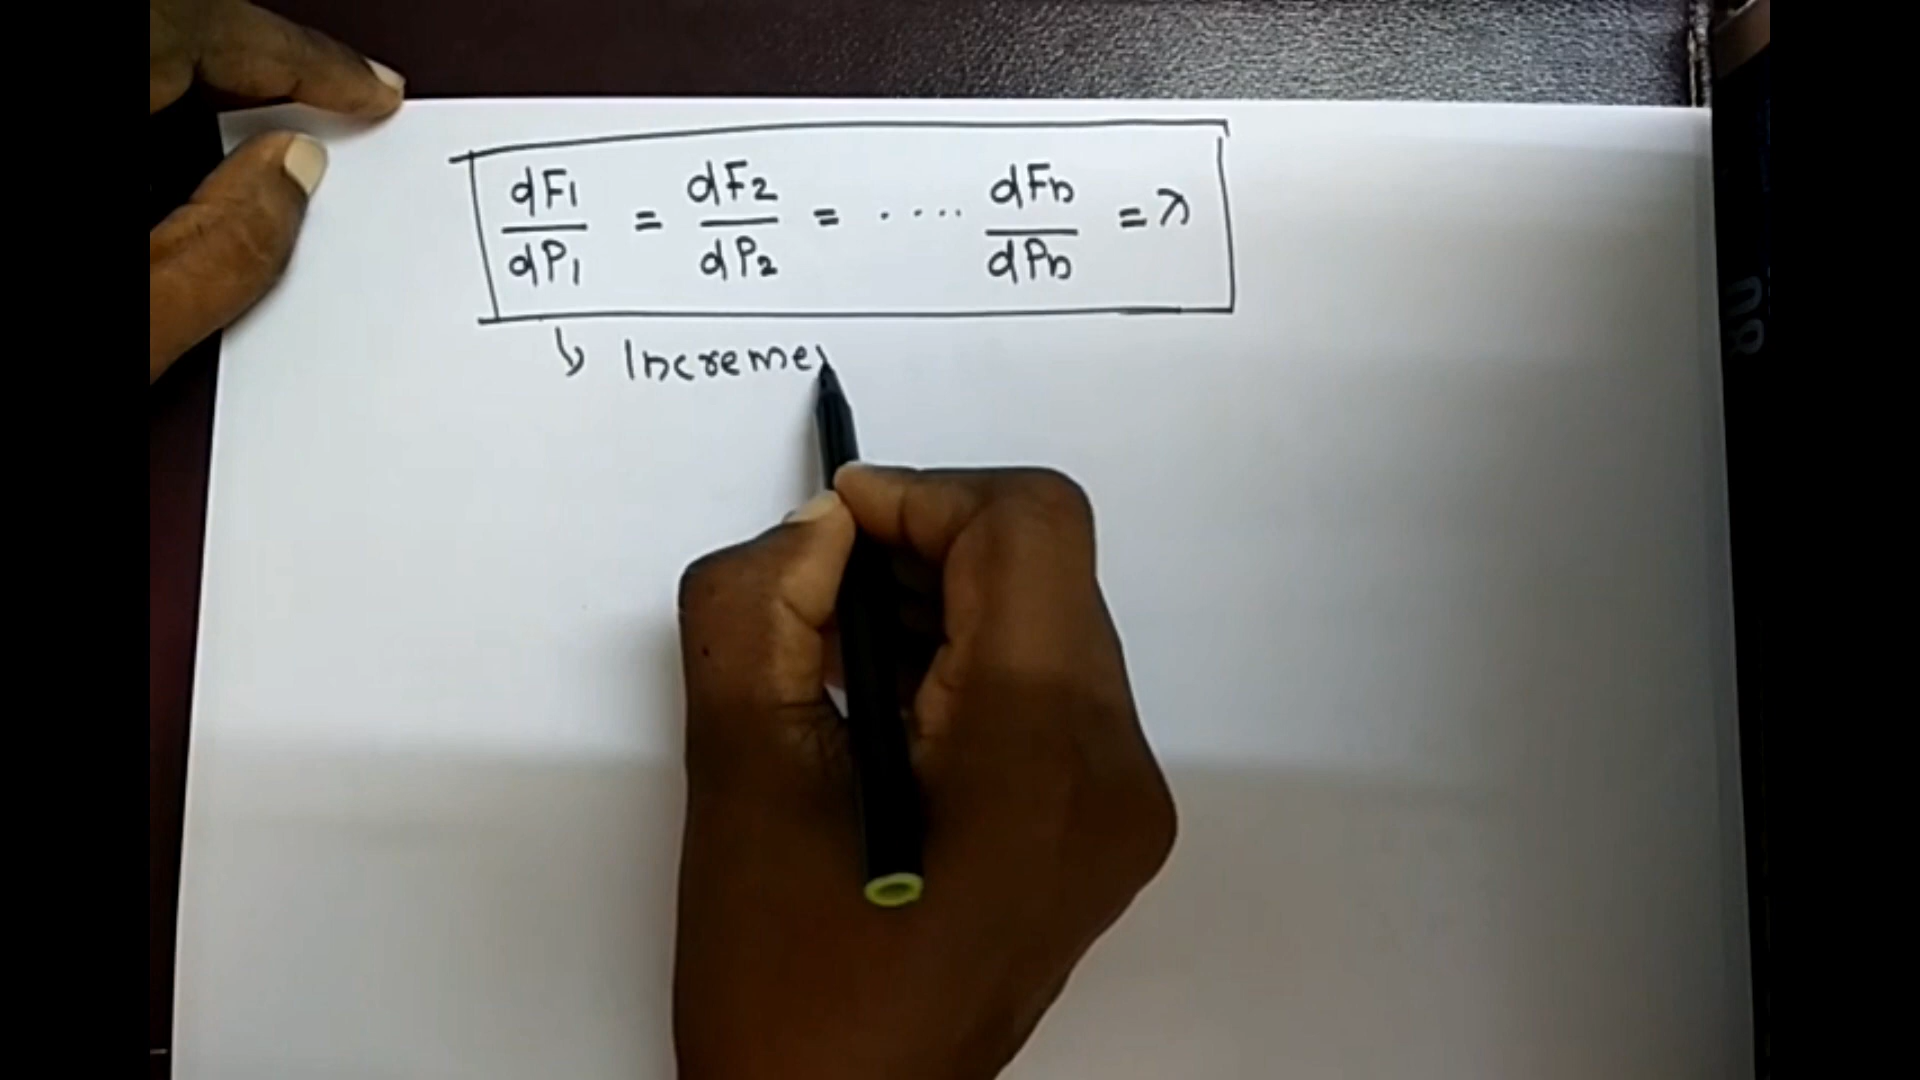 dF1/dP1 = dF2/dP2 = ..... dFn/dPn = λ
↳ Increme